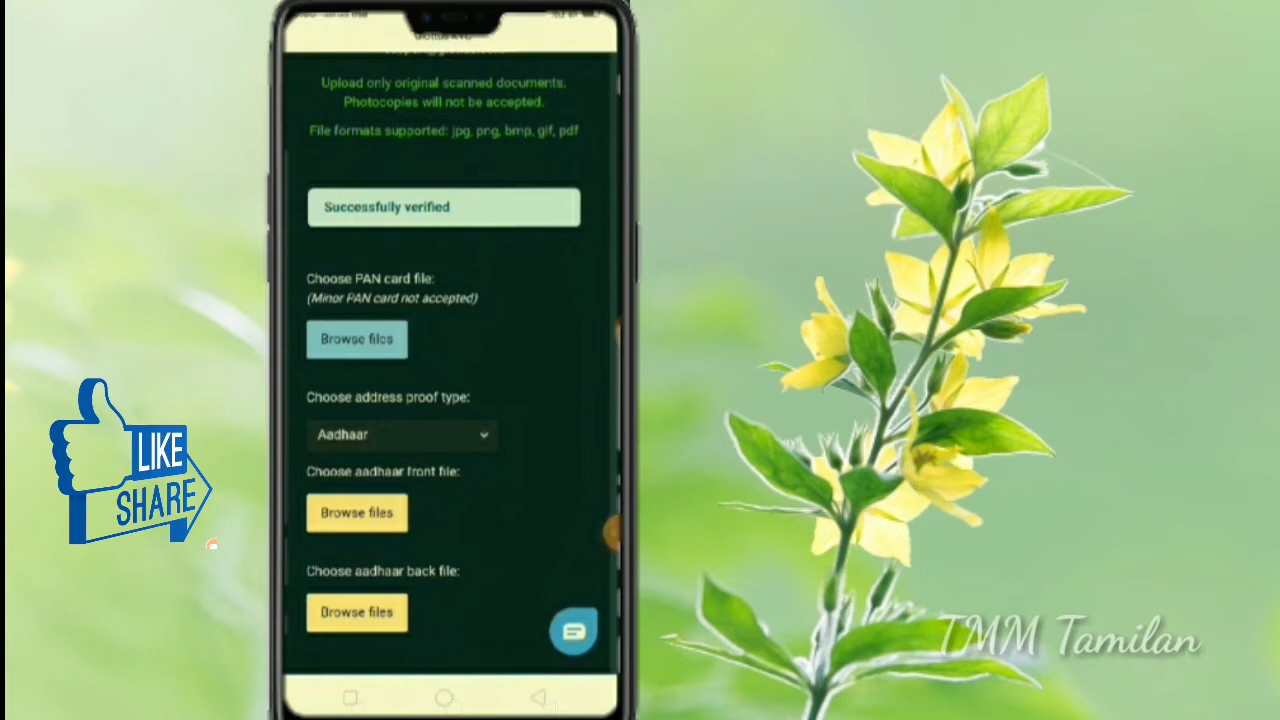 Upload only original scanned documents.
Photocopies will not be accepted.
File formats supported: jpg, png, bmp, gif, pdf
Successfully verified
Choose PAN card file:
(Minor PAN card not accepted)
Browse files
Choose address proof type:
Aadhaar
Choose aadhaar front file:
Browse files
Choose aadhaar back file:
Browse files
LIKE
SHARE
TMM Tamilan